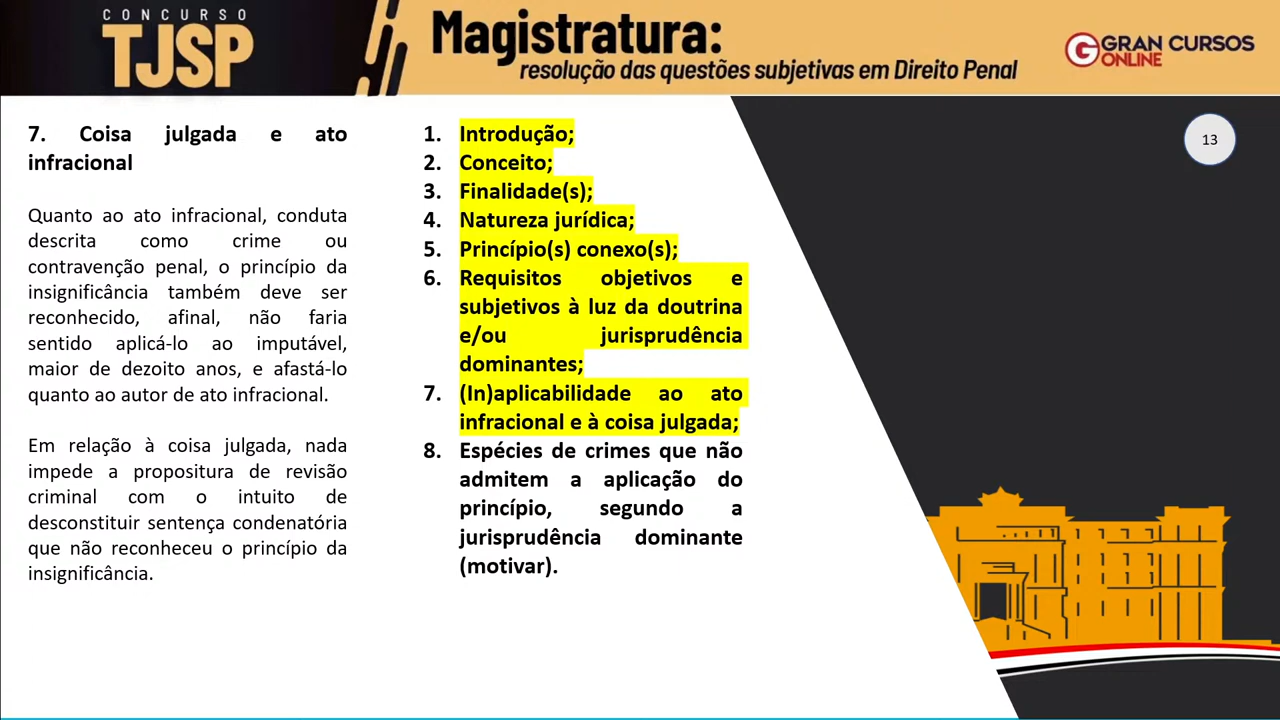 CONCURSO
TJSP
Magistratura:
resolução das questões subjetivas em Direito Penal
GRAN CURSOS
ONLINE
13
7. Coisa julgada e ato
infracional
Quanto ao ato infracional, conduta
descrita como crime ou
contravenção penal, o princípio da
insignificância também deve ser
reconhecido, afinal, não faria
sentido aplicá-lo ao imputável,
maior de dezoito anos, e afastá-lo
quanto ao autor de ato infracional.
Em relação à coisa julgada, nada
impede a propositura de revisão
criminal com o intuito de
desconstituir sentença condenatória
que não reconheceu o princípio da
insignificância.
1. Introdução;
2. Conceito;
3. Finalidade(s);
4. Natureza jurídica;
5. Princípio(s) conexo(s);
6. Requisitos objetivos e
subjetivos à luz da doutrina
e/ou jurisprudência
dominantes;
7. (In)aplicabilidade ao ato
infracional e à coisa julgada;
8. Espécies de crimes que não
admitem a aplicação do
princípio, segundo a
jurisprudência dominante
(motivar).